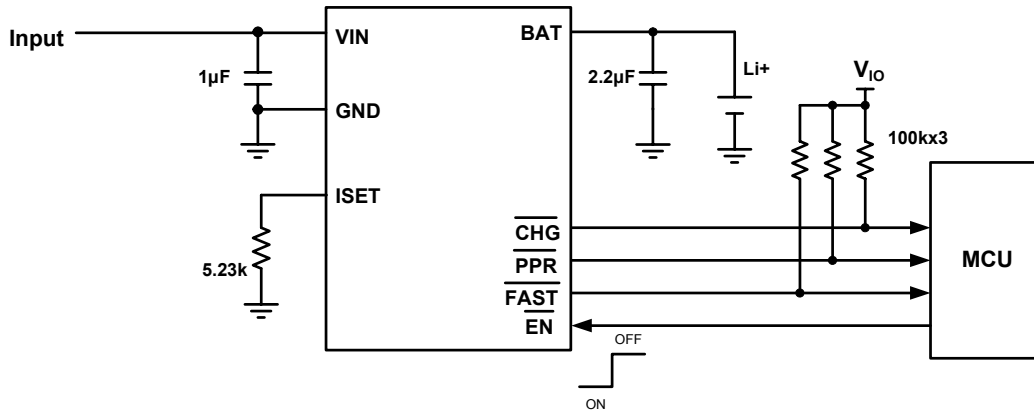 Input
VIN
BAT
1µF
2.2µF
Li+
VIO
GND
100kx3
ISET
CHG
5.23k
PPR
MCU
FAST
EN
OFF
ON